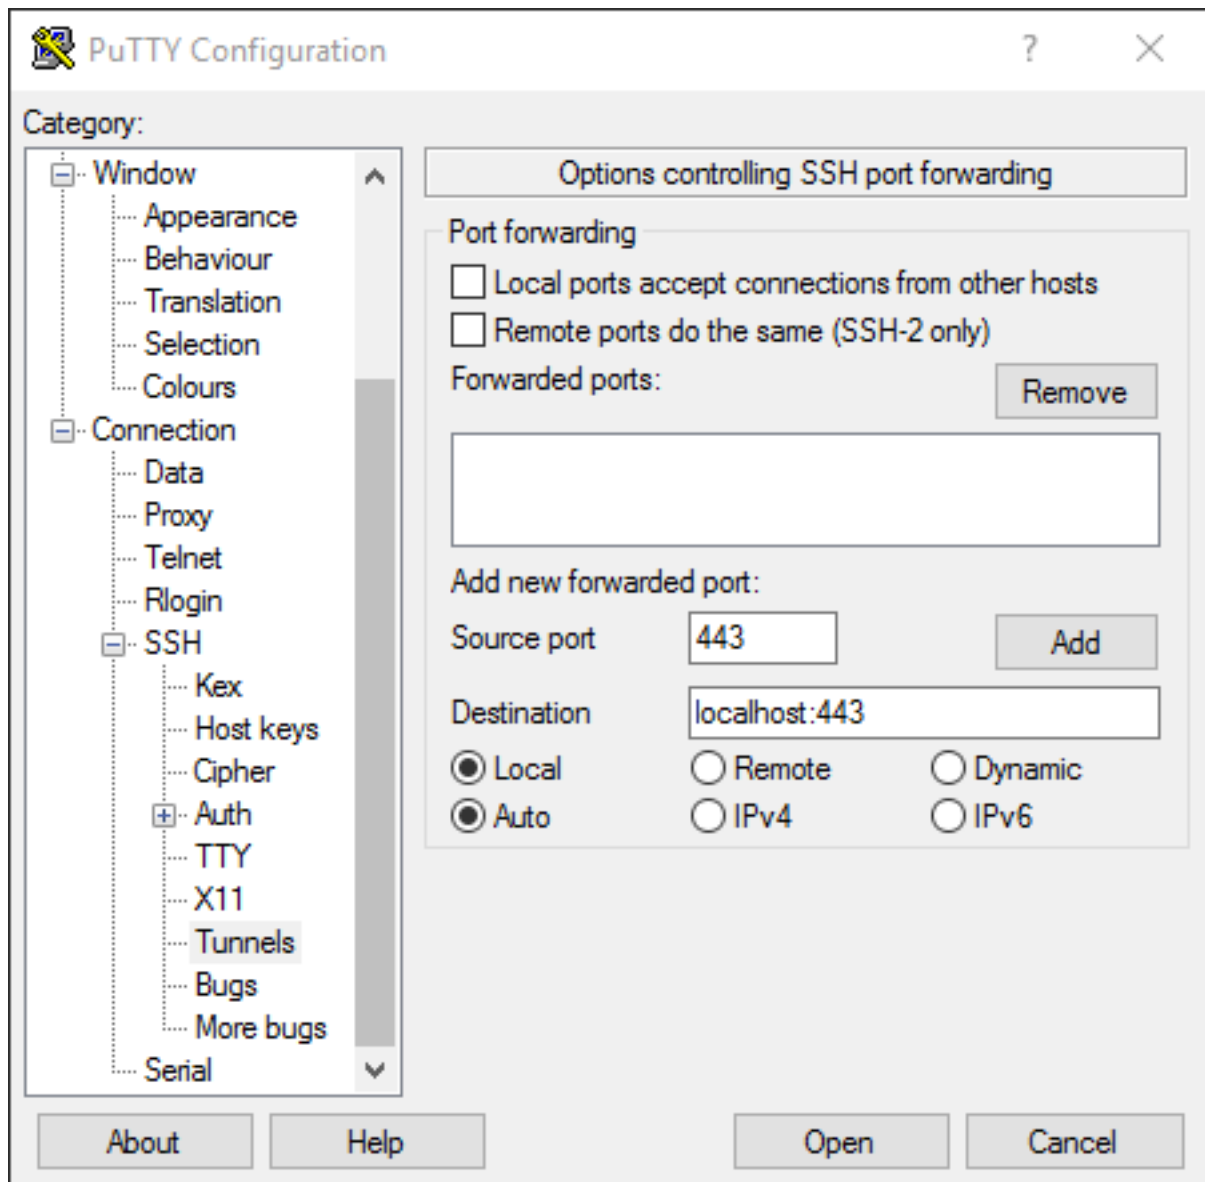 PuTTY Configuration
?
Category:
Window
Appearance
Behaviour
Translation
Selection
Colours
Connection
Data
Proxy
Telnet
Rlogin
SSH
Kex
Host keys
Cipher
Auth
TTY
X11
Tunnels
Bugs
More bugs
Serial
Options controlling SSH port forwarding
Port forwarding
Local ports accept connections from other hosts
Remote ports do the same (SSH-2 only)
Forwarded ports:
Remove
Add new forwarded port:
Source port 443 Add
Destination localhost:443
Local Remote Dynamic
Auto IPv4 IPv6
About Help Open Cancel